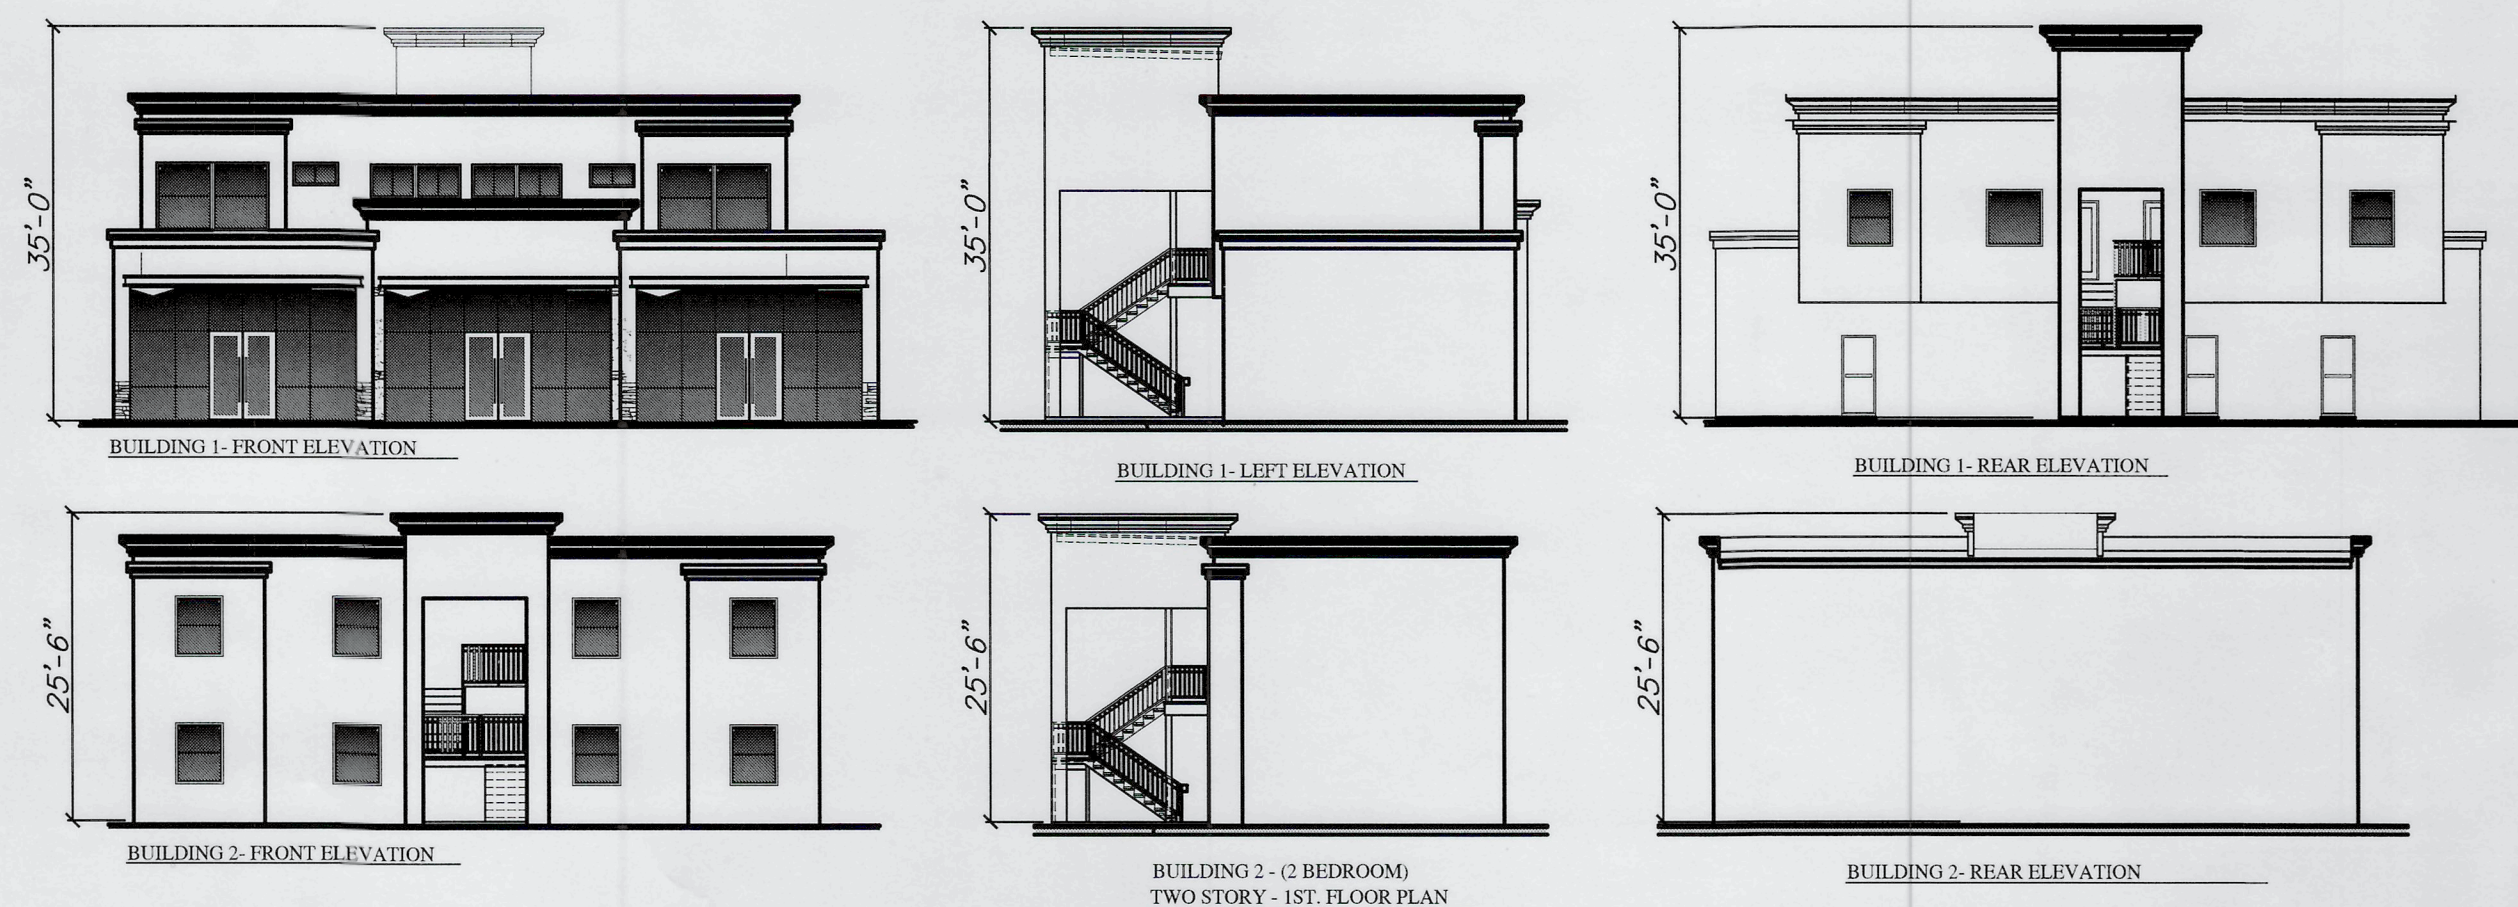 35'-0"
BUILDING 1- FRONT ELEVATION
35'-0"
BUILDING 1- LEFT ELEVATION
35'-0"
BUILDING 1- REAR ELEVATION
25'-6"
BUILDING 2- FRONT ELEVATION
25'-6"
BUILDING 2 - (2 BEDROOM)
TWO STORY - 1ST. FLOOR PLAN
25'-6"
BUILDING 2- REAR ELEVATION